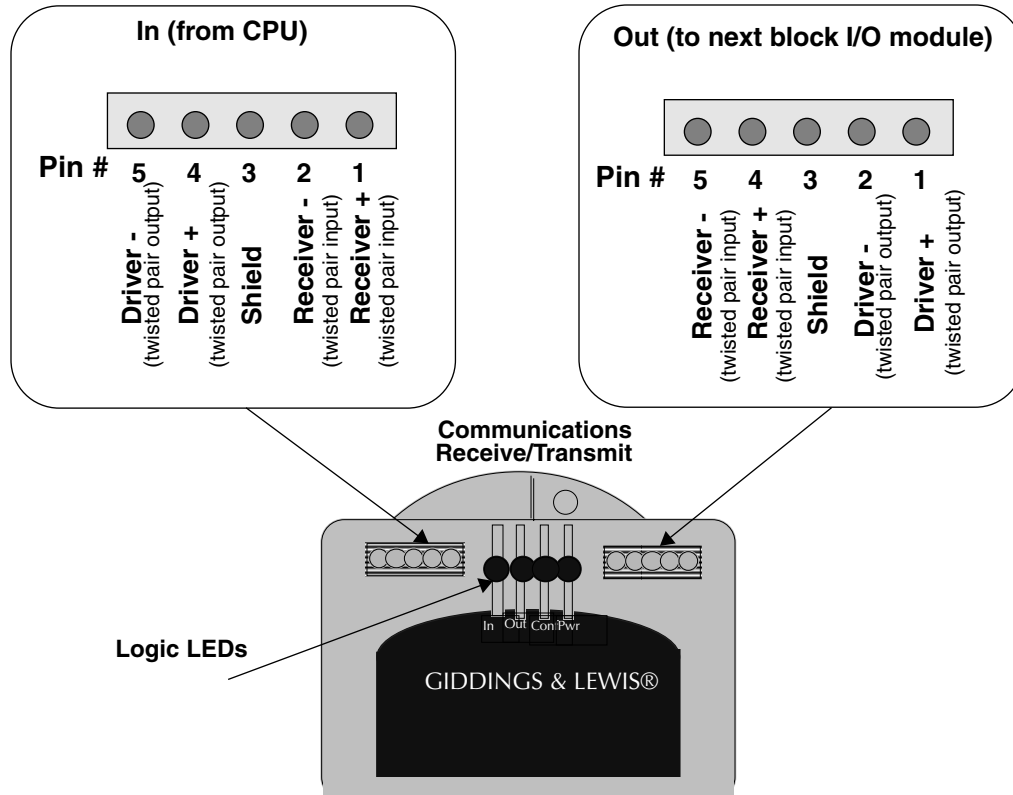 In (from CPU)
Pin # 5 4 3 2 1
Driver -
(twisted pair output)
Driver +
(twisted pair output)
Shield
Receiver -
(twisted pair input)
Receiver +
(twisted pair input)
Out (to next block I/O module)
Pin # 5 4 3 2 1
Receiver -
(twisted pair input)
Receiver +
(twisted pair input)
Shield
Driver -
(twisted pair output)
Driver +
(twisted pair output)
Communications
Receive/Transmit
In Out Cont Pwr
Logic LEDs
GIDDINGS & LEWIS®